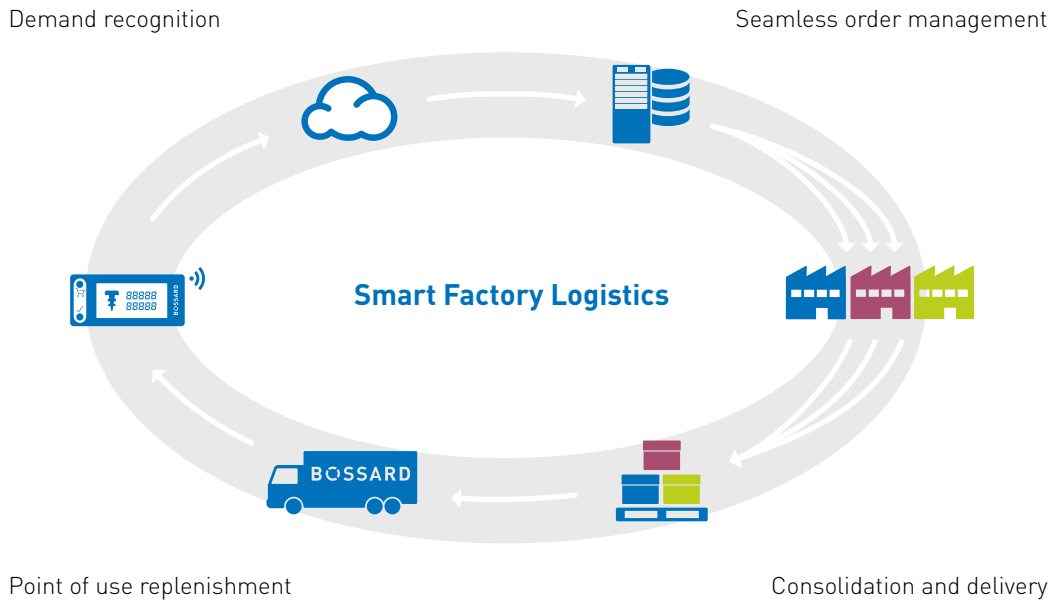 Demand recognition
Seamless order management
88888
88888
BOSSARD
Smart Factory Logistics
BOSSARD
Point of use replenishment
Consolidation and delivery